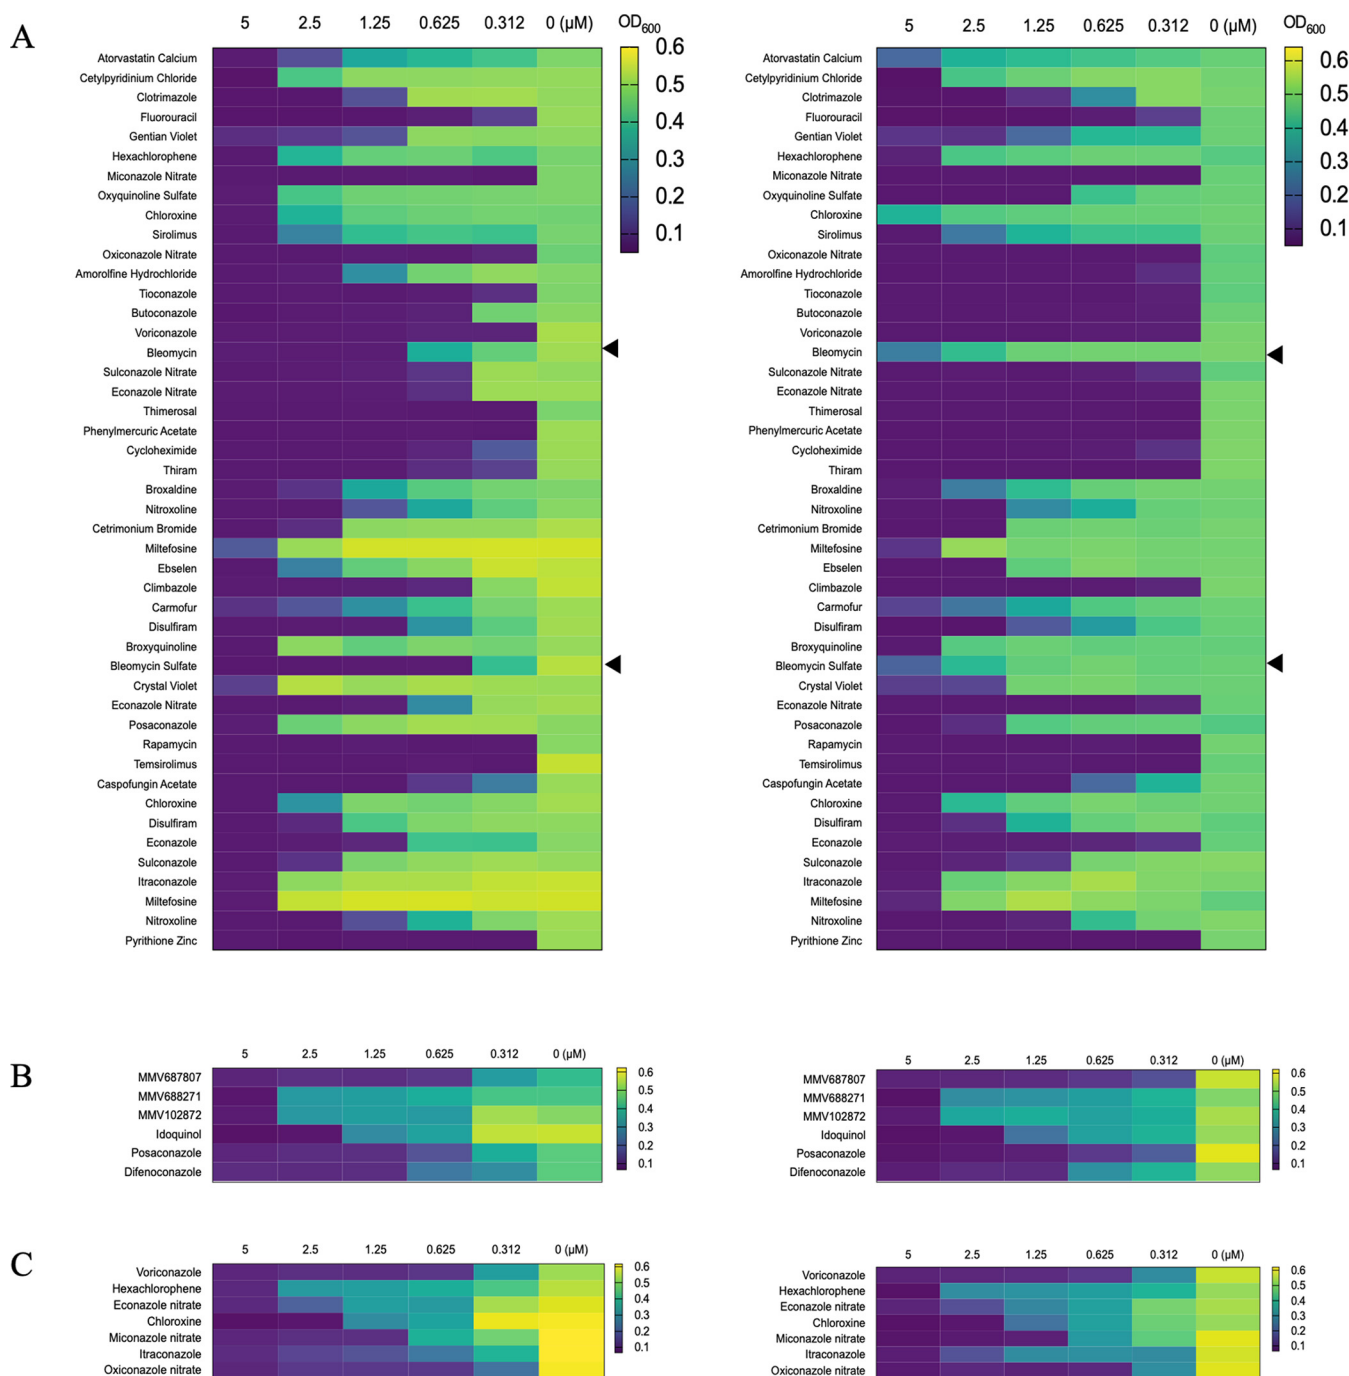 A
5 2.5 1.25 0.625 0.312 0 (µM) OD600
Atorvastatin Calcium
Cetylpyridinium Chloride
Clotrimazole
Fluorouracil
Gentian Violet
Hexachlorophene
Miconazole Nitrate
Oxyquinoline Sulfate
Chloroxine
Sirolimus
Oxiconazole Nitrate
Amorolfine Hydrochloride
Tioconazole
Butoconazole
Voriconazole
Bleomycin
Sulconazole Nitrate
Econazole Nitrate
Thimerosal
Phenylmercuric Acetate
Cycloheximide
Thiram
Broxaldine
Nitroxoline
Cetrimonium Bromide
Miltefosine
Ebselen
Climbazole
Carmofur
Disulfiram
Broxyquinoline
Bleomycin Sulfate
Crystal Violet
Econazole Nitrate
Posaconazole
Rapamycin
Temsirolimus
Caspofungin Acetate
Chloroxine
Disulfiram
Econazole
Sulconazole
Itraconazole
Miltefosine
Nitroxoline
Pyrithione Zinc
0.6
0.5
0.4
0.3
0.2
0.1
5 2.5 1.25 0.625 0.312 0 (µM) OD600
Atorvastatin Calcium
Cetylpyridinium Chloride
Clotrimazole
Fluorouracil
Gentian Violet
Hexachlorophene
Miconazole Nitrate
Oxyquinoline Sulfate
Chloroxine
Sirolimus
Oxiconazole Nitrate
Amorolfine Hydrochloride
Tioconazole
Butoconazole
Voriconazole
Bleomycin
Sulconazole Nitrate
Econazole Nitrate
Thimerosal
Phenylmercuric Acetate
Cycloheximide
Thiram
Broxaldine
Nitroxoline
Cetrimonium Bromide
Miltefosine
Ebselen
Climbazole
Carmofur
Disulfiram
Broxyquinoline
Bleomycin Sulfate
Crystal Violet
Econazole Nitrate
Posaconazole
Rapamycin
Temsirolimus
Caspofungin Acetate
Chloroxine
Disulfiram
Econazole
Sulconazole
Itraconazole
Miltefosine
Nitroxoline
Pyrithione Zinc
0.6
0.5
0.4
0.3
0.2
0.1
B
5 2.5 1.25 0.625 0.312 0 (µM)
MMV687807
MMV688271
MMV102872
Idoquinol
Posaconazole
Difenoconazole
0.6
0.5
0.4
0.3
0.2
0.1
5 2.5 1.25 0.625 0.312 0 (µM)
MMV687807
MMV688271
MMV102872
Idoquinol
Posaconazole
Difenoconazole
0.6
0.5
0.4
0.3
0.2
0.1
C
5 2.5 1.25 0.625 0.312 0 (µM)
Voriconazole
Hexachlorophene
Econazole nitrate
Chloroxine
Miconazole nitrate
Itraconazole
Oxiconazole nitrate
0.6
0.5
0.4
0.3
0.2
0.1
5 2.5 1.25 0.625 0.312 0 (µM)
Voriconazole
Hexachlorophene
Econazole nitrate
Chloroxine
Miconazole nitrate
Itraconazole
Oxiconazole nitrate
0.6
0.5
0.4
0.3
0.2
0.1